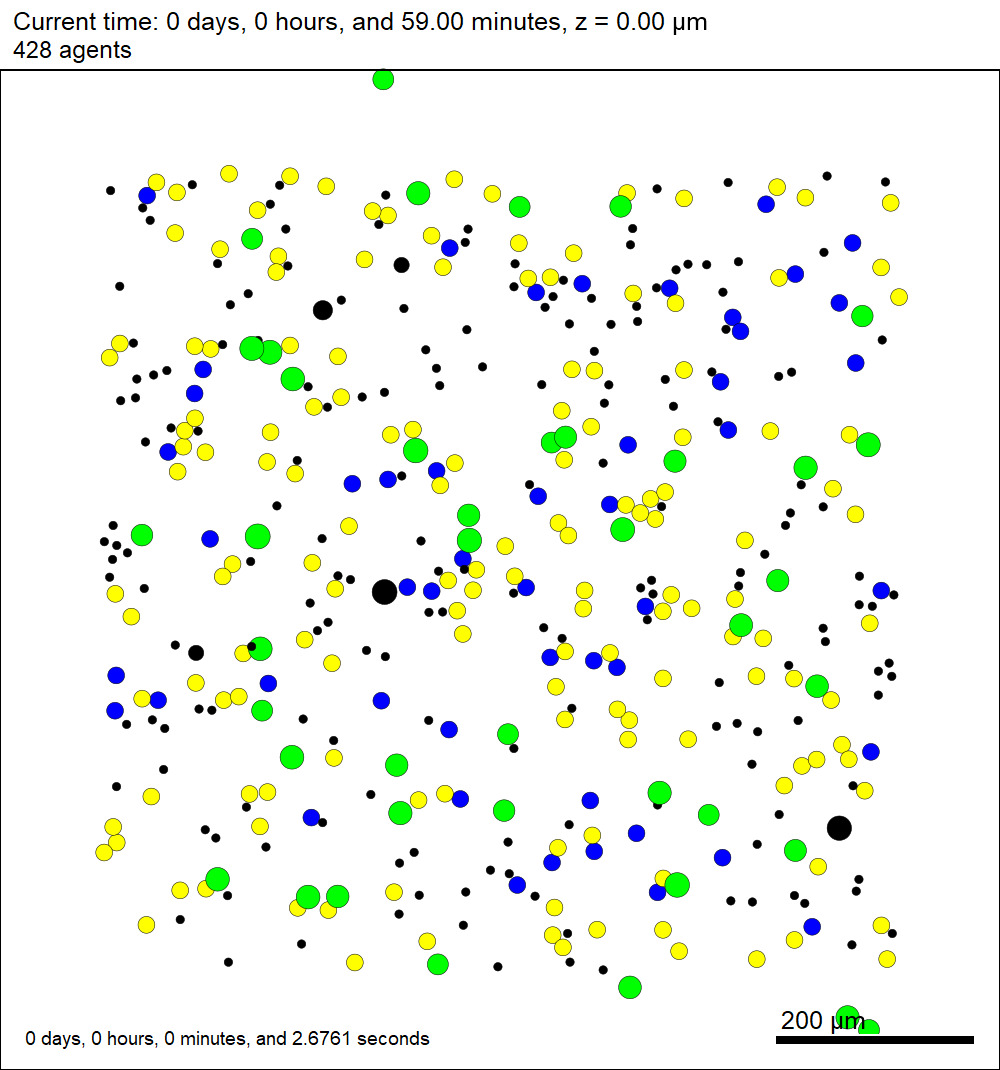 Current time: 0 days, 0 hours, and 59.00 minutes, z = 0.00 µm
428 agents
200 µm
0 days, 0 hours, 0 minutes, and 2.6761 seconds